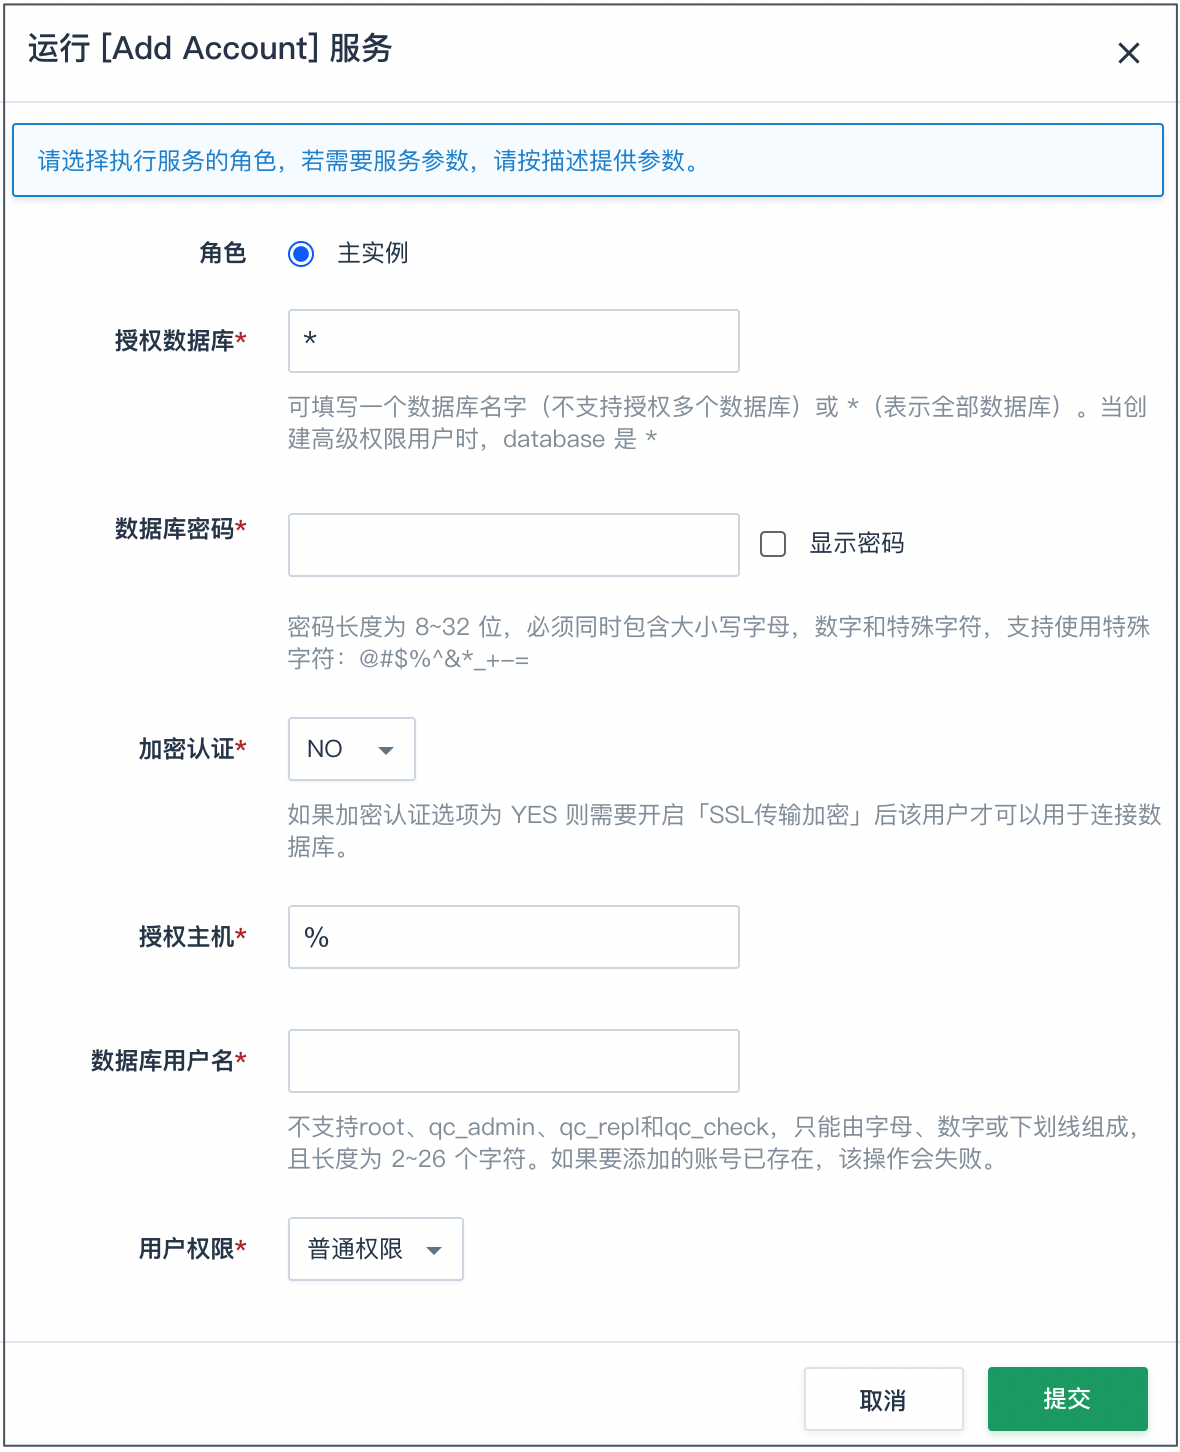 运行 [Add Account] 服务
请选择执行服务的角色，若需要服务参数，请按描述提供参数。
角色 主实例
授权数据库* *
可填写一个数据库名字（不支持授权多个数据库）或 *（表示全部数据库）。当创
建高级权限用户时，database 是 *
数据库密码* 显示密码
密码长度为 8~32 位，必须同时包含大小写字母，数字和特殊字符，支持使用特殊
字符：@#$%^&*_+-=
加密认证* NO
如果加密认证选项为 YES 则需要开启「SSL传输加密」后该用户才可以用于连接数
据库。
授权主机* %
数据库用户名*
不支持root、qc_admin、qc_repl和qc_check，只能由字母、数字或下划线组成，
且长度为 2~26 个字符。如果要添加的账号已存在，该操作会失败。
用户权限* 普通权限
取消 提交